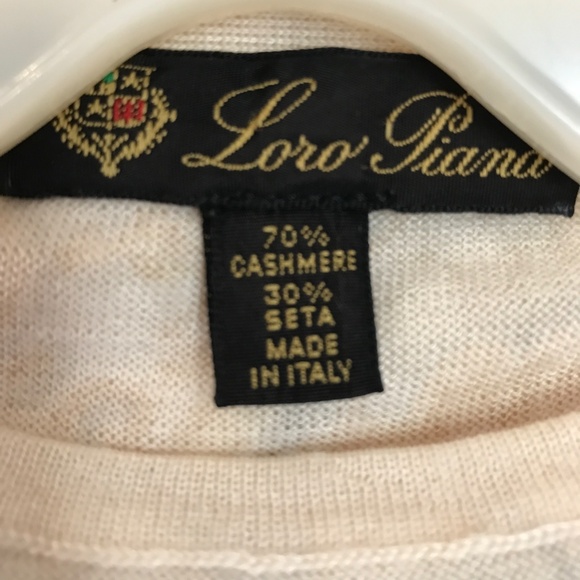 Loro Piana
70%
CASHMERE
30%
SETA
MADE
IN ITALY